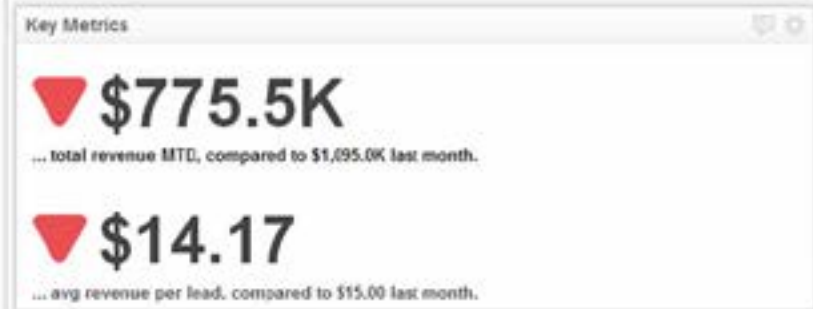 Key Metrics
$775.5K
... total revenue MTD, compared to $1,095.0K last month.
$14.17
... avg revenue per lead, compared to $15.00 last month.